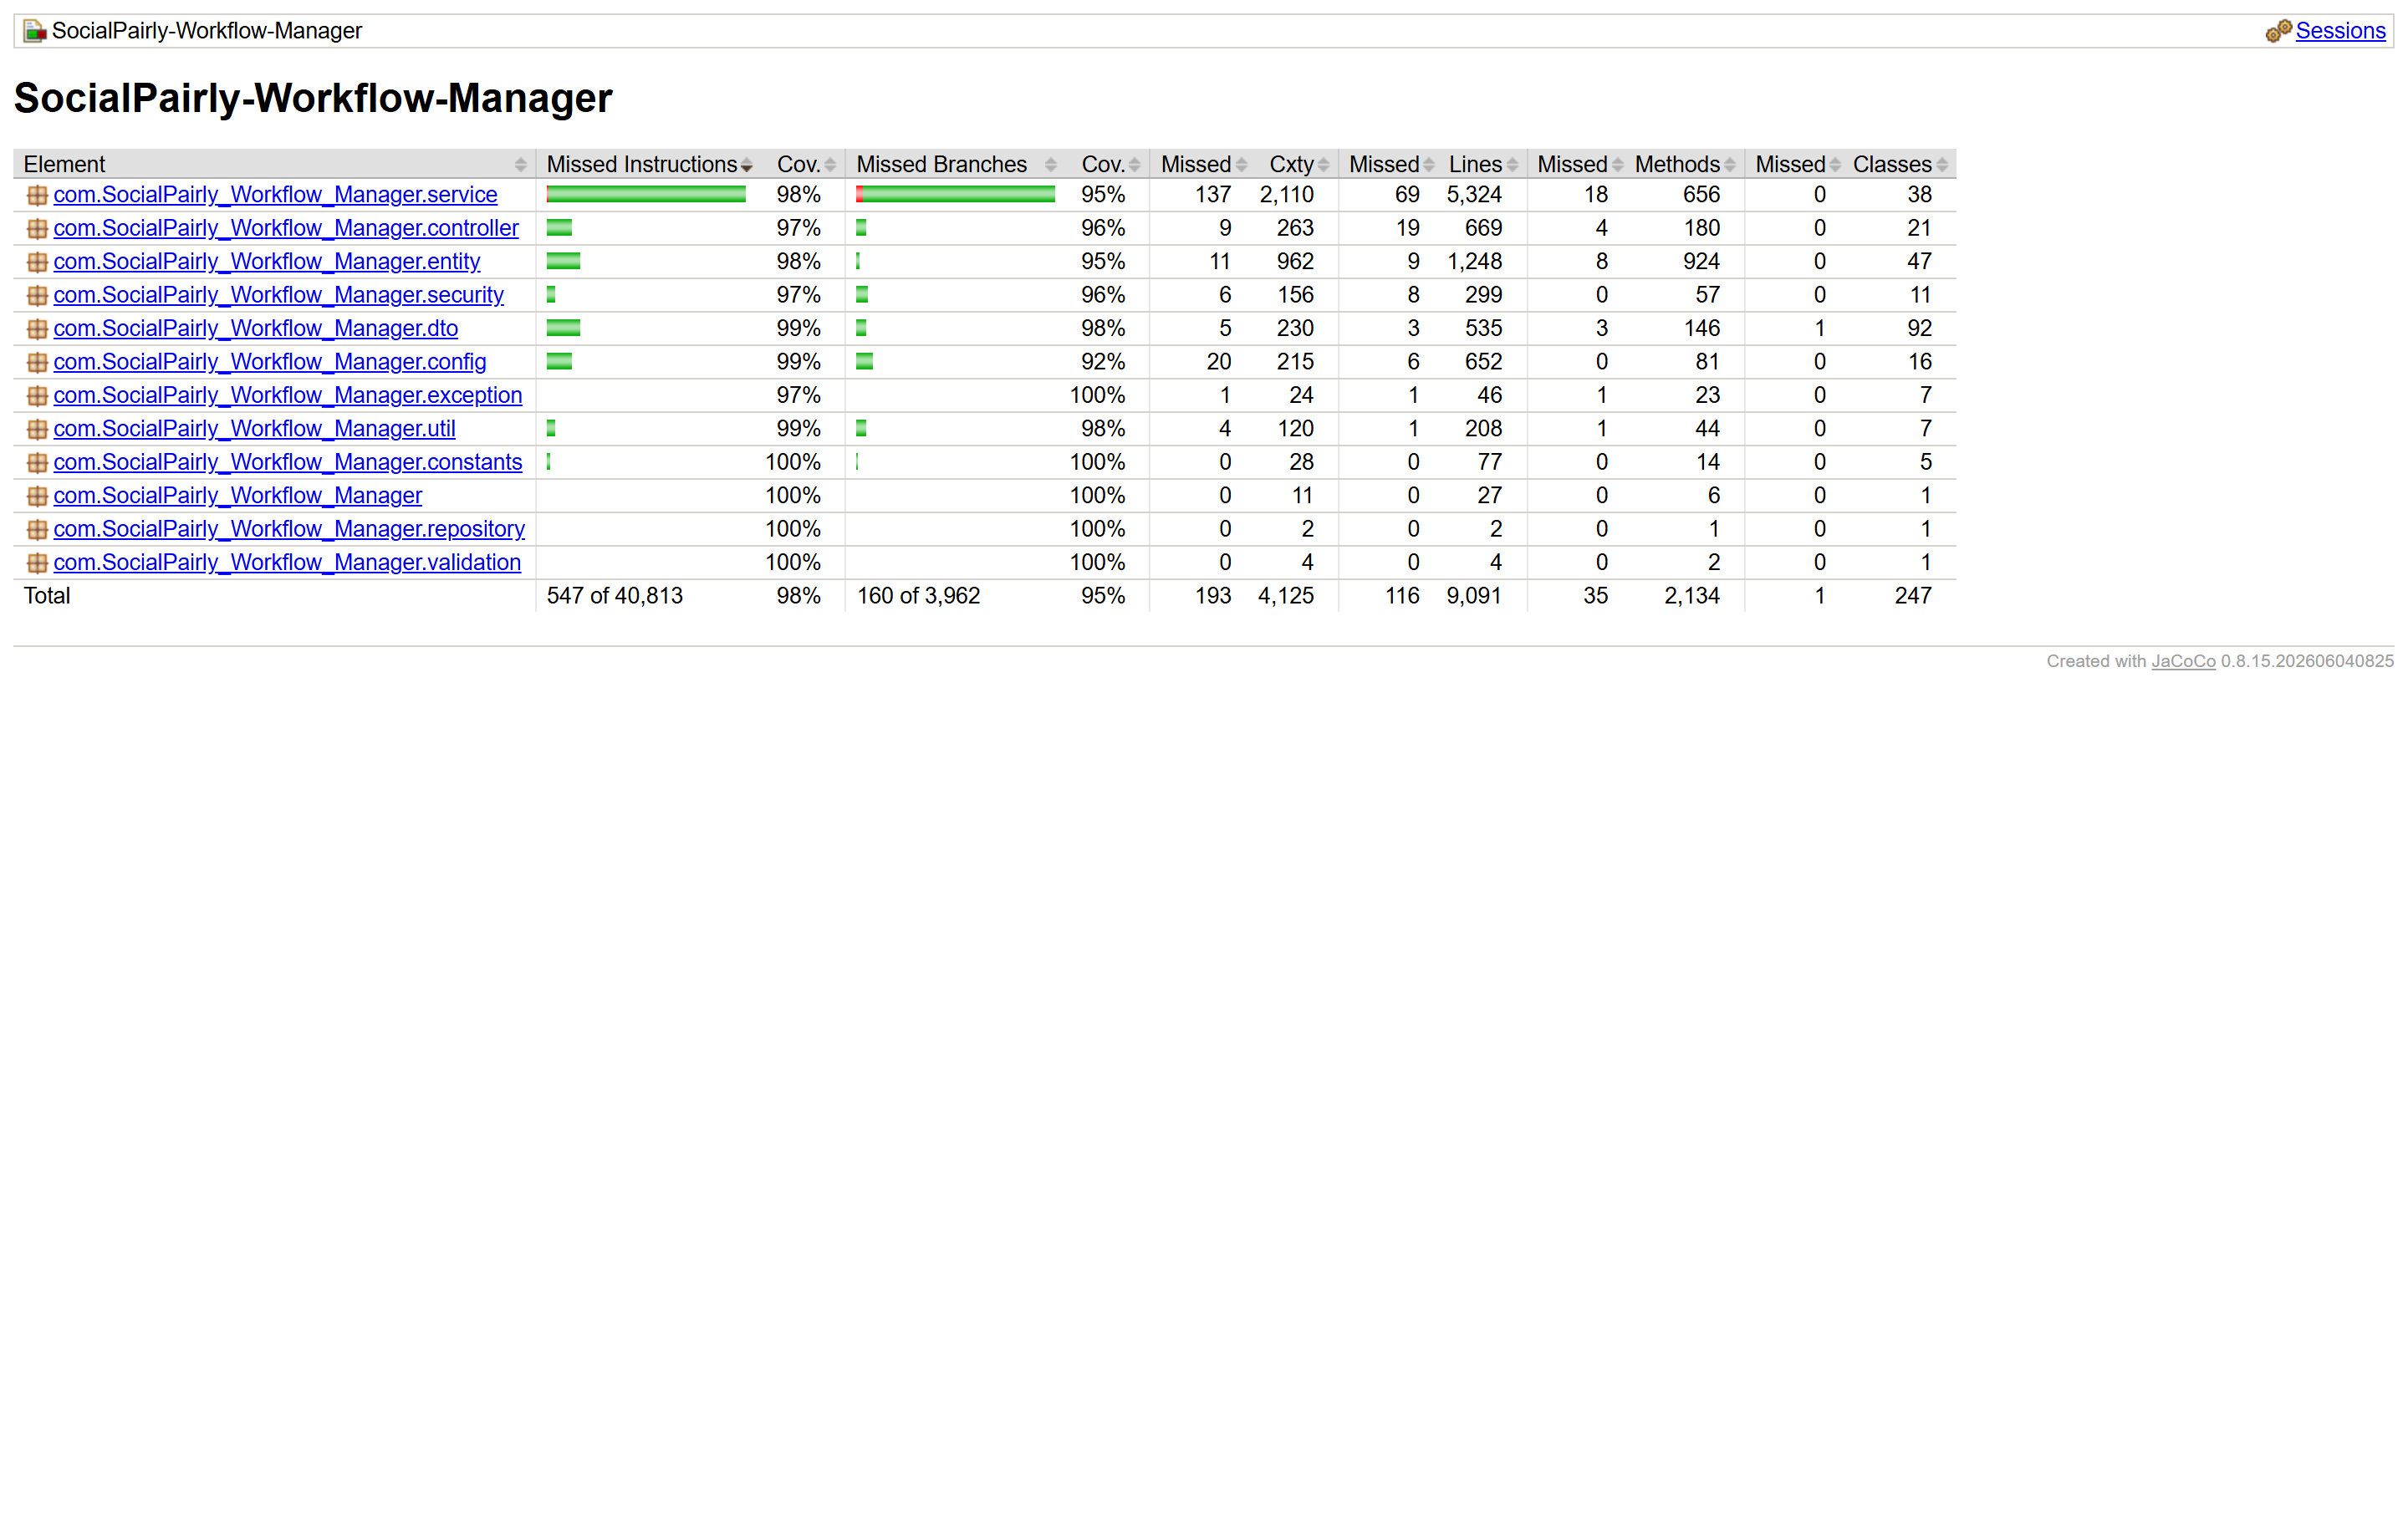 SocialPairly-Workflow-Manager Sessions
SocialPairly-Workflow-Manager
Element Missed Instructions Cov. Missed Branches Cov. Missed Cxty Missed Lines Missed Methods Missed Classes
com.SocialPairly_Workflow_Manager.service 98% 95% 137 2,110 69 5,324 18 656 0 38
com.SocialPairly_Workflow_Manager.controller 97% 96% 9 263 19 669 4 180 0 21
com.SocialPairly_Workflow_Manager.entity 98% 95% 11 962 9 1,248 8 924 0 47
com.SocialPairly_Workflow_Manager.security 97% 96% 6 156 8 299 0 57 0 11
com.SocialPairly_Workflow_Manager.dto 99% 98% 5 230 3 535 3 146 1 92
com.SocialPairly_Workflow_Manager.config 99% 92% 20 215 6 652 0 81 0 16
com.SocialPairly_Workflow_Manager.exception 97% 100% 1 24 1 46 1 23 0 7
com.SocialPairly_Workflow_Manager.util 99% 98% 4 120 1 208 1 44 0 7
com.SocialPairly_Workflow_Manager.constants 100% 100% 0 28 0 77 0 14 0 5
com.SocialPairly_Workflow_Manager 100% 100% 0 11 0 27 0 6 0 1
com.SocialPairly_Workflow_Manager.repository 100% 100% 0 2 0 2 0 1 0 1
com.SocialPairly_Workflow_Manager.validation 100% 100% 0 4 0 4 0 2 0 1
Total 547 of 40,813 98% 160 of 3,962 95% 193 4,125 116 9,091 35 2,134 1 247
Created with JaCoCo 0.8.15.202606040825